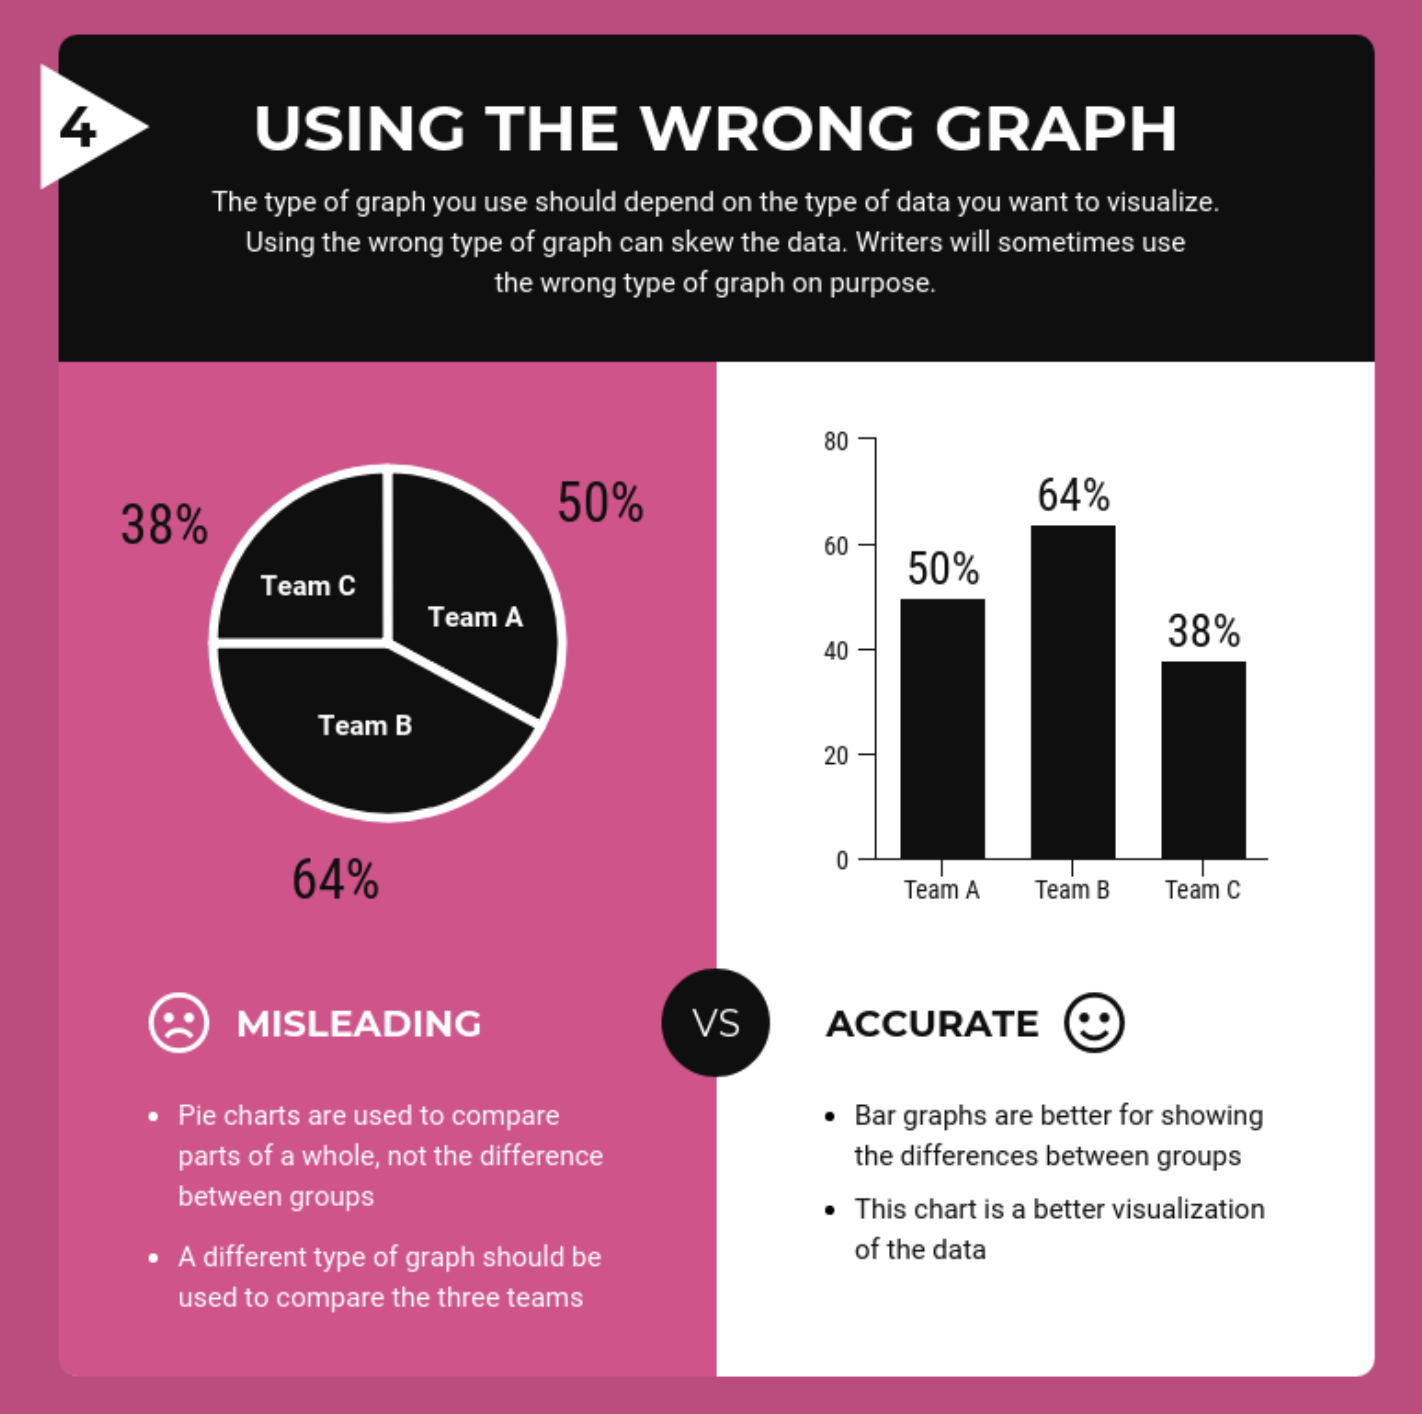 4
USING THE WRONG GRAPH
The type of graph you use should depend on the type of data you want to visualize.
Using the wrong type of graph can skew the data. Writers will sometimes use
the wrong type of graph on purpose.
38%
50%
Team C
Team A
Team B
64%
80
60
40
20
0
50%
64%
38%
Team A
Team B
Team C
MISLEADING
VS
ACCURATE
• Pie charts are used to compare
parts of a whole, not the difference
between groups
• A different type of graph should be
used to compare the three teams
• Bar graphs are better for showing
the differences between groups
• This chart is a better visualization
of the data